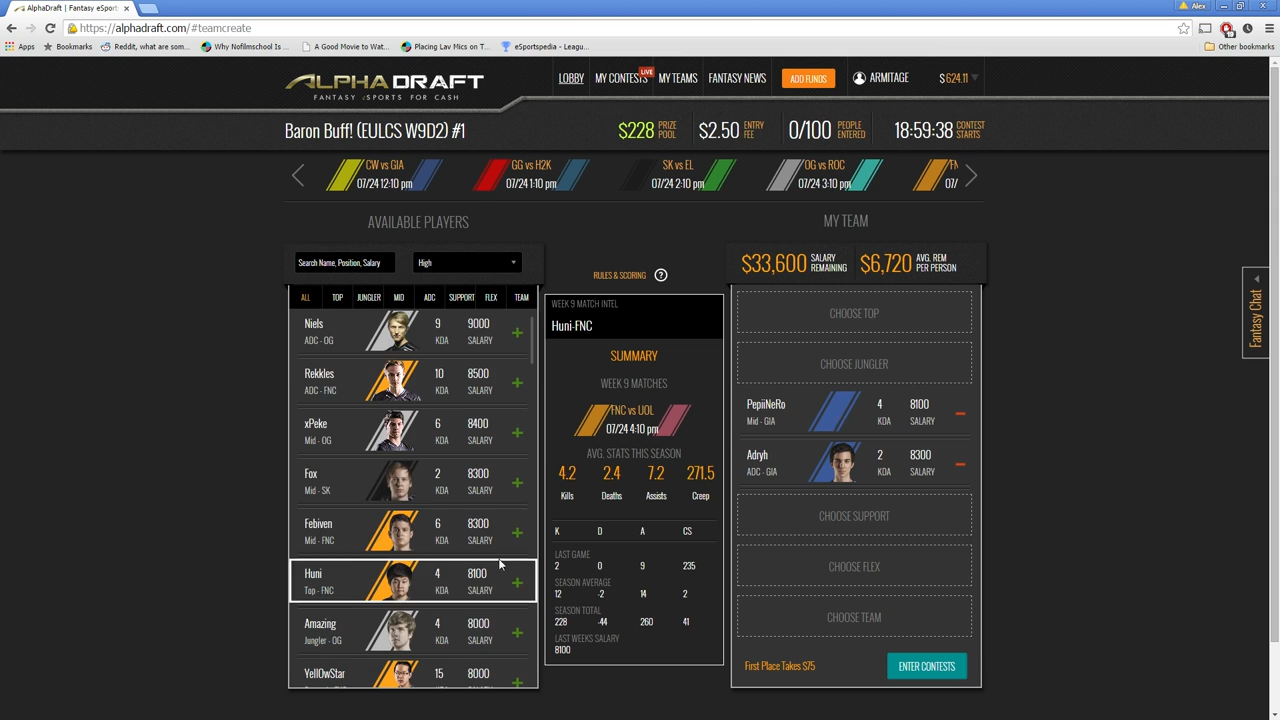 AlphaDraft | Fantasy eSport
Alex
https://alphadraft.com/#teamcreate
Apps
Bookmarks
Reddit, what are som...
Why Nofilmschool Is ...
A Good Movie to Wat...
Placing Lav Mics on T...
eSportspedia - Leagu...
Other bookmarks
ALPHADRAFT
FANTASY eSPORTS FOR CASH
LOBBY
MY CONTESTS
LIVE
MY TEAMS
FANTASY NEWS
ADD FUNDS
ARMITAGE
$624.11
Baron Buff! (EULCS W9D2) #1
$228 PRIZE POOL
$2.50 ENTRY FEE
0/100 PEOPLE ENTERED
18:59:38 CONTEST STARTS
CW vs GIA
07/24 12:10 pm
GG vs H2K
07/24 1:10 pm
SK vs EL
07/24 2:10 pm
OG vs ROC
07/24 3:10 pm
07/
AVAILABLE PLAYERS
Search Name, Position, Salary
High
ALL TOP JUNGLER MID ADC SUPPORT FLEX TEAM
Niels 9 9000
ADC - OG KDA SALARY
Rekkles 10 8500
ADC - FNC KDA SALARY
xPeke 6 8400
Mid - OG KDA SALARY
Fox 2 8300
Mid - SK KDA SALARY
Febiven 6 8300
Mid - FNC KDA SALARY
Huni 4 8100
Top - FNC KDA SALARY
Amazing 4 8000
Jungler - OG KDA SALARY
YellOwStar 15 8000
RULES & SCORING ?
WEEK 9 MATCH INTEL
Huni-FNC
SUMMARY
WEEK 9 MATCHES
FNC vs UOL
07/24 4:10 pm
AVG. STATS THIS SEASON
4.2 2.4 7.2 271.5
Kills Deaths Assists Creep
K D A CS
LAST GAME
2 0 9 235
SEASON AVERAGE
12 -2 14 2
SEASON TOTAL
228 -44 260 41
LAST WEEKS SALARY
8100
MY TEAM
$33,600 SALARY REMAINING
$6,720 AVG. REM PER PERSON
CHOOSE TOP
CHOOSE JUNGLER
PepiiNeRo 4 8100
Mid - GIA KDA SALARY
Adryh 2 8300
ADC - GIA KDA SALARY
CHOOSE SUPPORT
CHOOSE FLEX
CHOOSE TEAM
First Place Takes $75
ENTER CONTESTS
Fantasy Chat